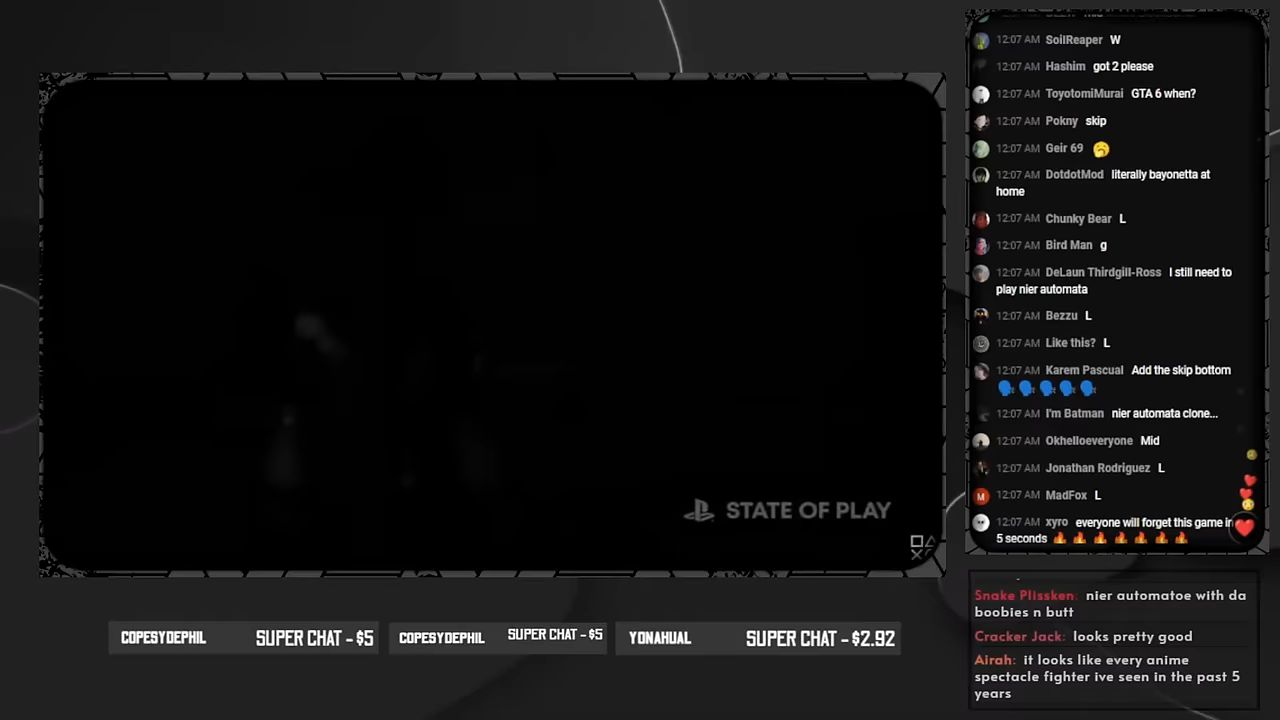 12:07 AM SoilReaper W
12:07 AM Hashim got 2 please
12:07 AM ToyotomiMurai GTA 6 when?
12:07 AM Pokny skip
12:07 AM Geir 69 🥱
12:07 AM DotdotMod literally bayonetta at
home
12:07 AM Chunky Bear L
12:07 AM Bird Man g
12:07 AM DeLaun Thirdgill-Ross I still need to
play nier automata
12:07 AM Bezzu L
12:07 AM Like this? L
12:07 AM Karem Pascual Add the skip bottom
🗣️🗣️🗣️🗣️🗣️
12:07 AM I'm Batman nier automata clone...
12:07 AM Okhelloeveryone Mid
12:07 AM Jonathan Rodriguez L
M 12:07 AM MadFox L
12:07 AM xyro everyone will forget this game in
5 seconds 🔥🔥🔥🔥🔥🔥🔥
STATE OF PLAY
Snake Plissken: nier automatoe with da
boobies n butt
Cracker Jack: looks pretty good
Airah: it looks like every anime
spectacle fighter ive seen in the past 5
years
COPESYDEPHIL SUPER CHAT - $5
COPESYDEPHIL SUPER CHAT - $5
YONAHUAL SUPER CHAT - $2.92